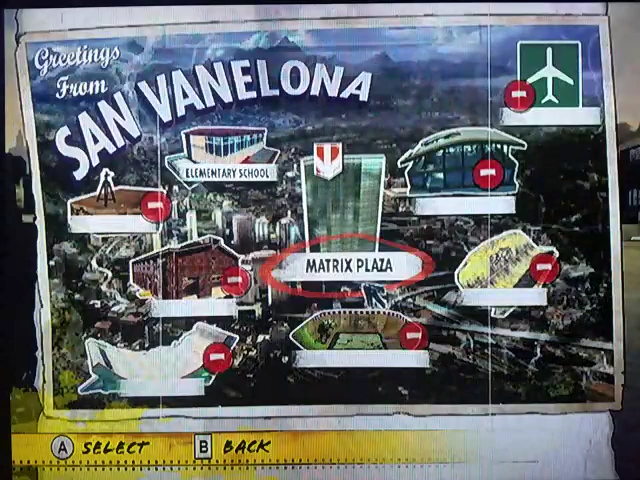 Greetings
From
SAN VANELONA
ELEMENTARY SCHOOL
MATRIX PLAZA
A SELECT B BACK